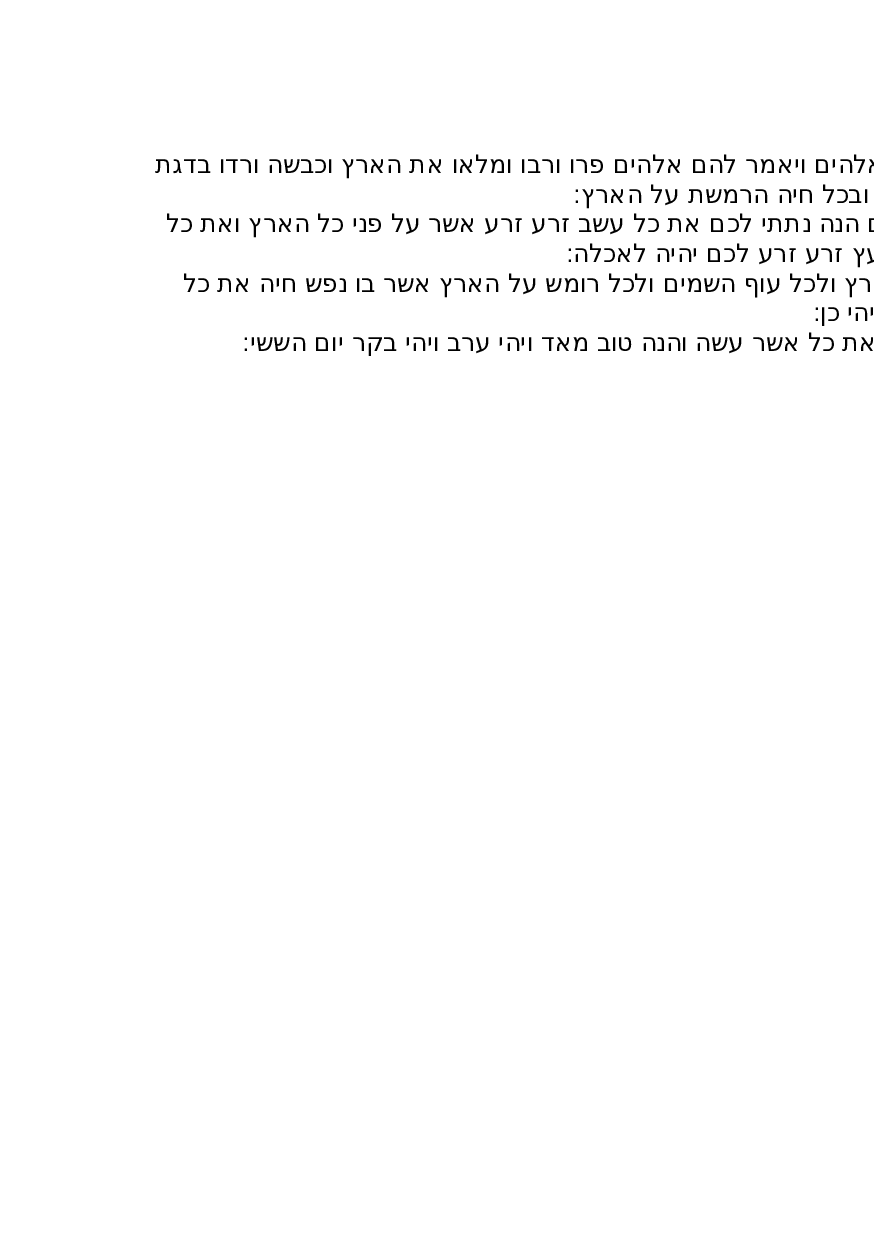 אלהים ויאמר להם אלהים פרו ורבו ומלאו את הארץ וכבשה ורדו בדגת
ובכל חיה הרמשת על הארץ:
הנה נתתי לכם את כל עשב זרע זרע אשר על פני כל הארץ ואת כל
עץ זרע זרע לכם יהיה לאכלה:
ולכל עוף השמים ולכל רומש על הארץ אשר בו נפש חיה את כל
כן:
את כל אשר עשה והנה טוב מאד ויהי ערב ויהי בקר יום הששי: